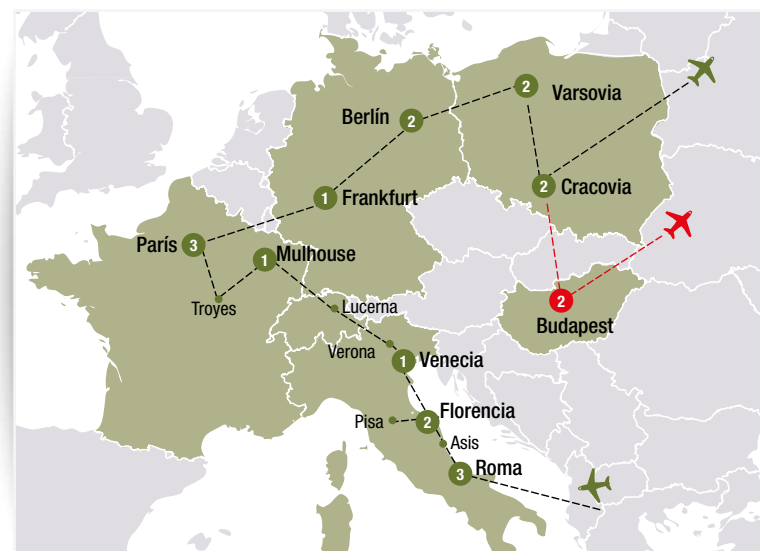 2 Varsovia
Berlín 2
2 Cracovia
1 Frankfurt
París 3
1 Mulhouse
Troyes
2
Budapest
Lucerna
Verona
1 Venecia
Florencia
Pisa 2
Asis
3 Roma